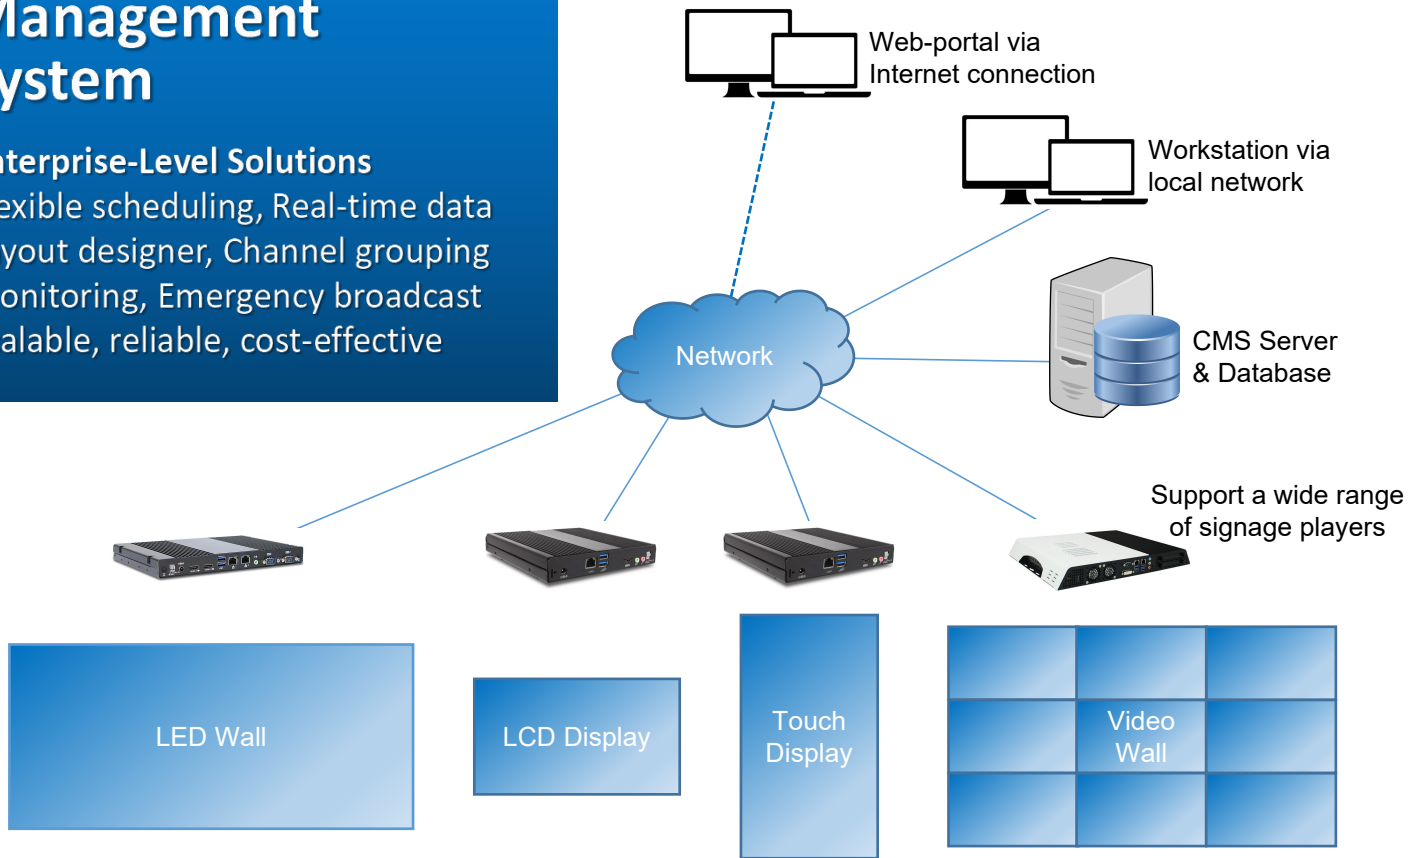 Management
ystem
nterprise-Level Solutions
exible scheduling, Real-time data
yout designer, Channel grouping
onitoring, Emergency broadcast
alable, reliable, cost-effective
Web-portal via
Internet connection
Workstation via
local network
Network
CMS Server
& Database
Support a wide range
of signage players
LED Wall
LCD Display
Touch
Display
Video
Wall